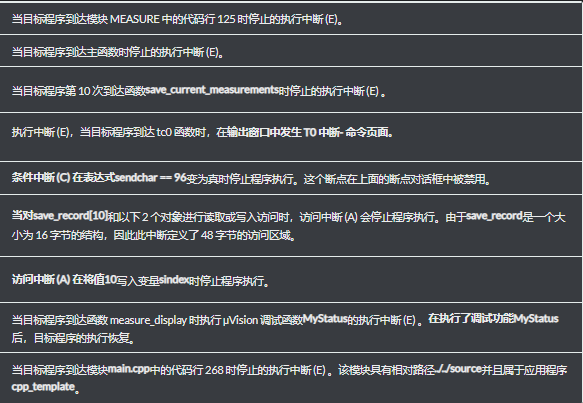 当目标程序到达模块 MEASURE 中的代码行 125 时停止的执行中断 (E)。
当目标程序到达主函数时停止的执行中断 (E)。
当目标程序第 10 次到达函数save_current_measurements时停止的执行中断 (E) 。
执行中断 (E)，当目标程序到达 tc0 函数时，在输出窗口中发生 T0 中断- 命令页面。
条件中断 (C) 在表达式sendchar == 96变为真时停止程序执行。这个断点在上面的断点对话框中被禁用。
当对save_record[10]和以下 2 个对象进行读取或写入访问时，访问中断 (A) 会停止程序执行。由于save_record是一个大
小为 16 字节的结构，因此此中断定义了 48 字节的访问区域。
访问中断 (A) 在将值10写入变量sindex时停止程序执行。
当目标程序到达函数 measure_display 时执行 µVision 调试函数MyStatus的执行中断 (E) 。在执行了调试功能MyStatus
后，目标程序的执行恢复。
当目标程序到达模块main.cpp中的代码行 268 时停止的执行中断 (E) 。该模块具有相对路径../../source并且属于应用程序
cpp_template。